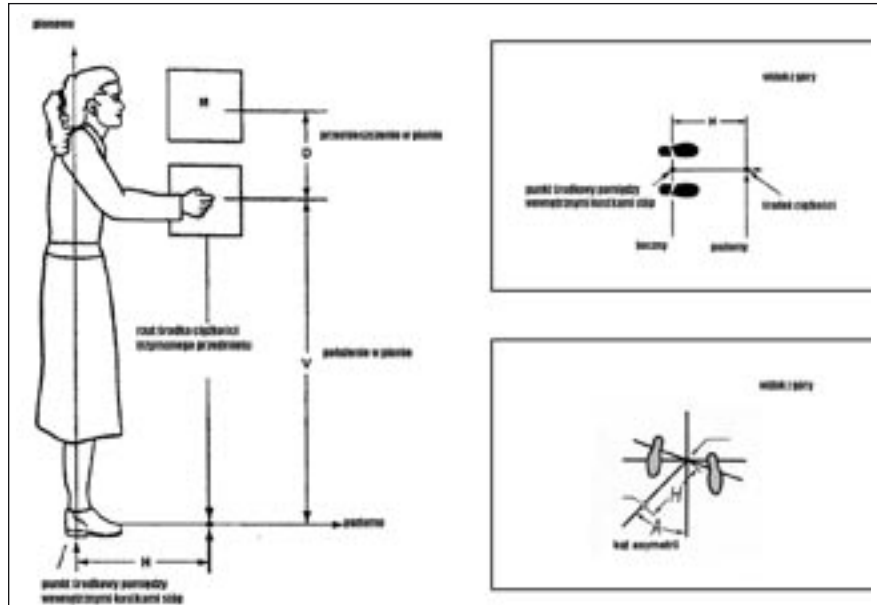 pionowo
M
przemieszczenie w pionie
D
rzut środka ciężkości
trzymanego przedmiotu
położenie w pionie
V
poziomo
H
punkt środkowy pomiędzy
wewnętrznymi kostkami stóp
widok z góry
H
punkt środkowy pomiędzy
wewnętrznymi kostkami stóp
środek ciężkości
boczny
poziomy
widok z góry
H
A
kąt asymetrii